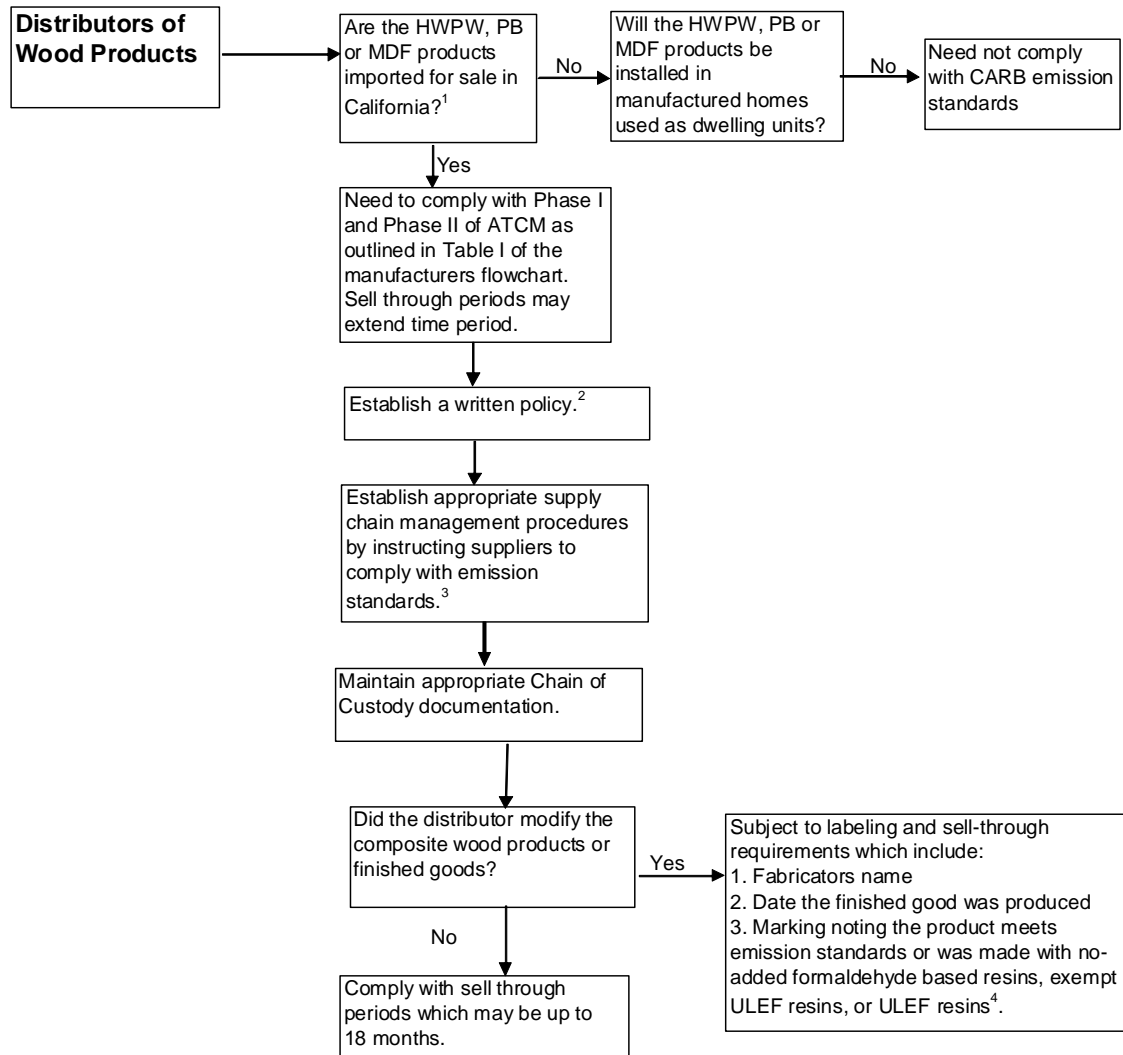 Distributors of
Wood Products
Are the HWPW, PB
or MDF products
imported for sale in
California?1
No
Will the HWPW, PB or
MDF products be
installed in
manufactured homes
used as dwelling units?
No
Need not comply
with CARB emission
standards
Yes
Need to comply with Phase I
and Phase II of ATCM as
outlined in Table I of the
manufacturers flowchart.
Sell through periods may
extend time period.
Establish a written policy.2
Establish appropriate supply
chain management procedures
by instructing suppliers to
comply with emission
standards.3
Maintain appropriate Chain of
Custody documentation.
Did the distributor modify the
composite wood products or
finished goods?
Yes
Subject to labeling and sell-through
requirements which include:
1. Fabricators name
2. Date the finished good was produced
3. Marking noting the product meets
emission standards or was made with no-
added formaldehyde based resins, exempt
ULEF resins, or ULEF resins4.
No
Comply with sell through
periods which may be up to
18 months.